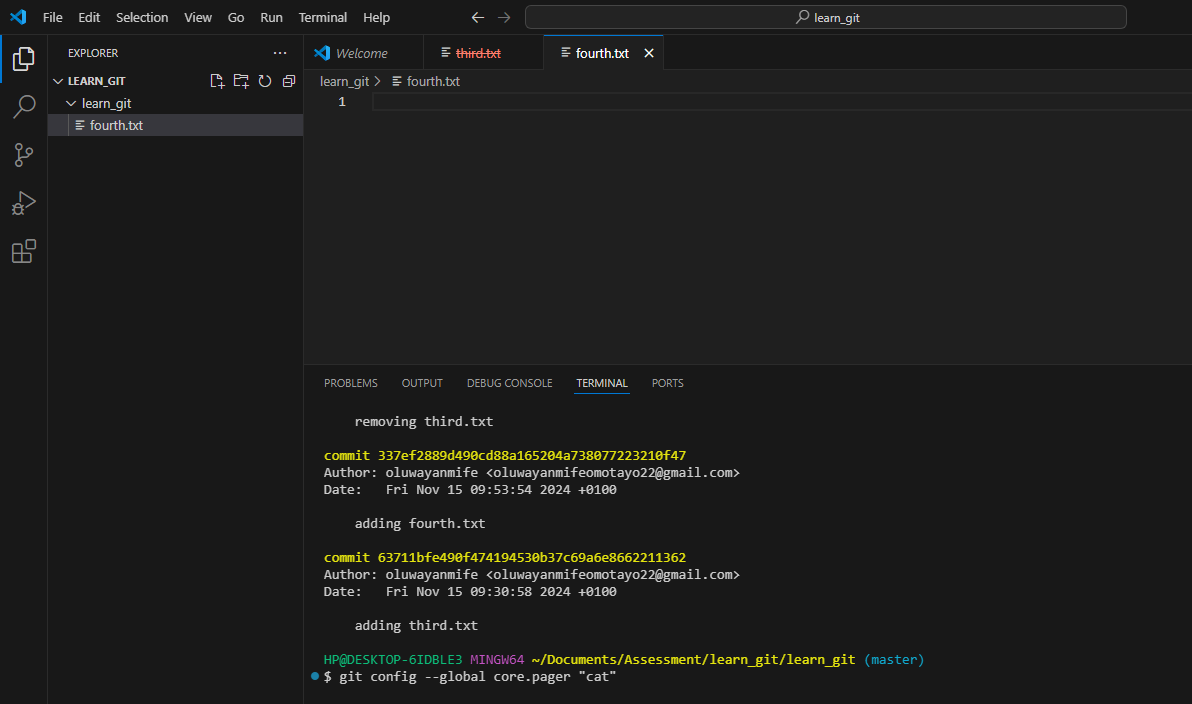 File Edit Selection View Go Run Terminal Help
learn_git
EXPLORER
LEARN_GIT
learn_git
fourth.txt
Welcome
third.txt
fourth.txt
learn_git > fourth.txt
1
PROBLEMS OUTPUT DEBUG CONSOLE TERMINAL PORTS
removing third.txt
commit 337ef2889d490cd88a165204a738077223210f47
Author: oluwayanmife <oluwayanmifeomotayo22@gmail.com>
Date:   Fri Nov 15 09:53:54 2024 +0100
adding fourth.txt
commit 63711bfe490f474194530b37c69a6e8662211362
Author: oluwayanmife <oluwayanmifeomotayo22@gmail.com>
Date:   Fri Nov 15 09:30:58 2024 +0100
adding third.txt
HP@DESKTOP-6IDBLE3 MINGW64 ~/Documents/Assessment/learn_git/learn_git (master)
$ git config --global core.pager "cat"